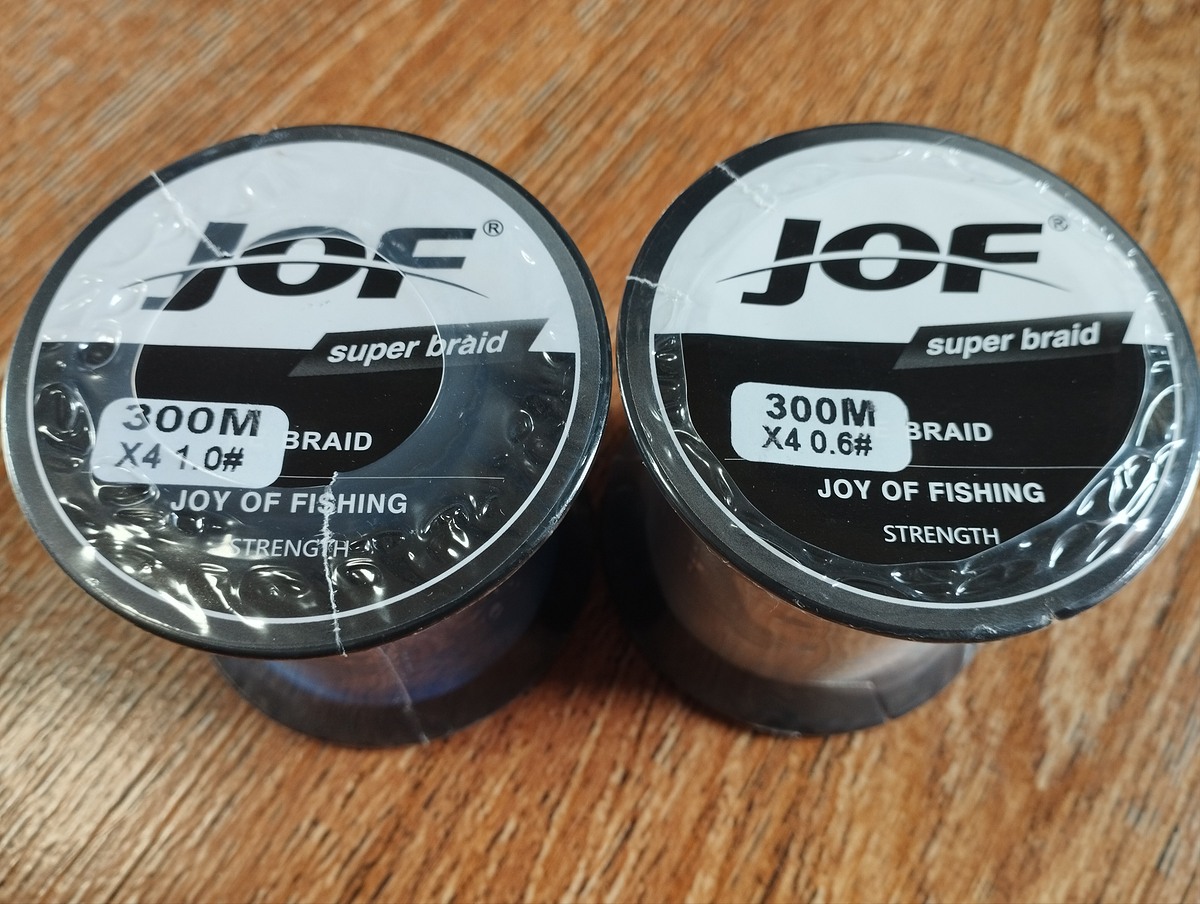 JOF®
super braid
300M
X4 1.0#
BRAID
JOY OF FISHING
STRENGTH
JOF®
super braid
300M
X4 0.6#
BRAID
JOY OF FISHING
STRENGTH